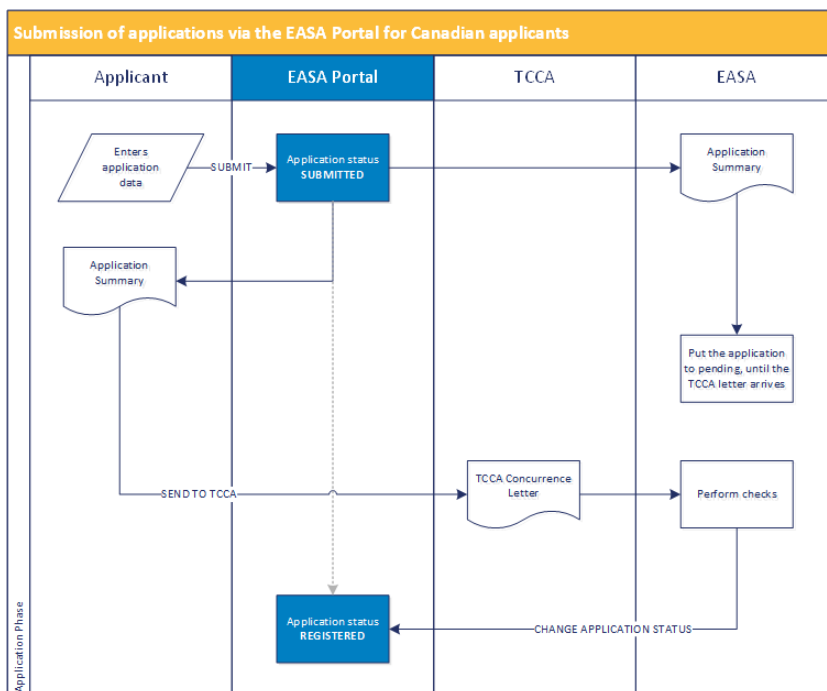 Submission of applications via the EASA Portal for Canadian applicants
Applicant
EASA Portal
TCCA
EASA
Enters
application
data
SUBMIT
Application status
SUBMITTED
Application
Summary
Application
Summary
Put the application
to pending, until the
TCCA letter arrives
SEND TO TCCA
TCCA Concurrence
Letter
Perform checks
Application status
REGISTERED
CHANGE APPLICATION STATUS
Application Phase